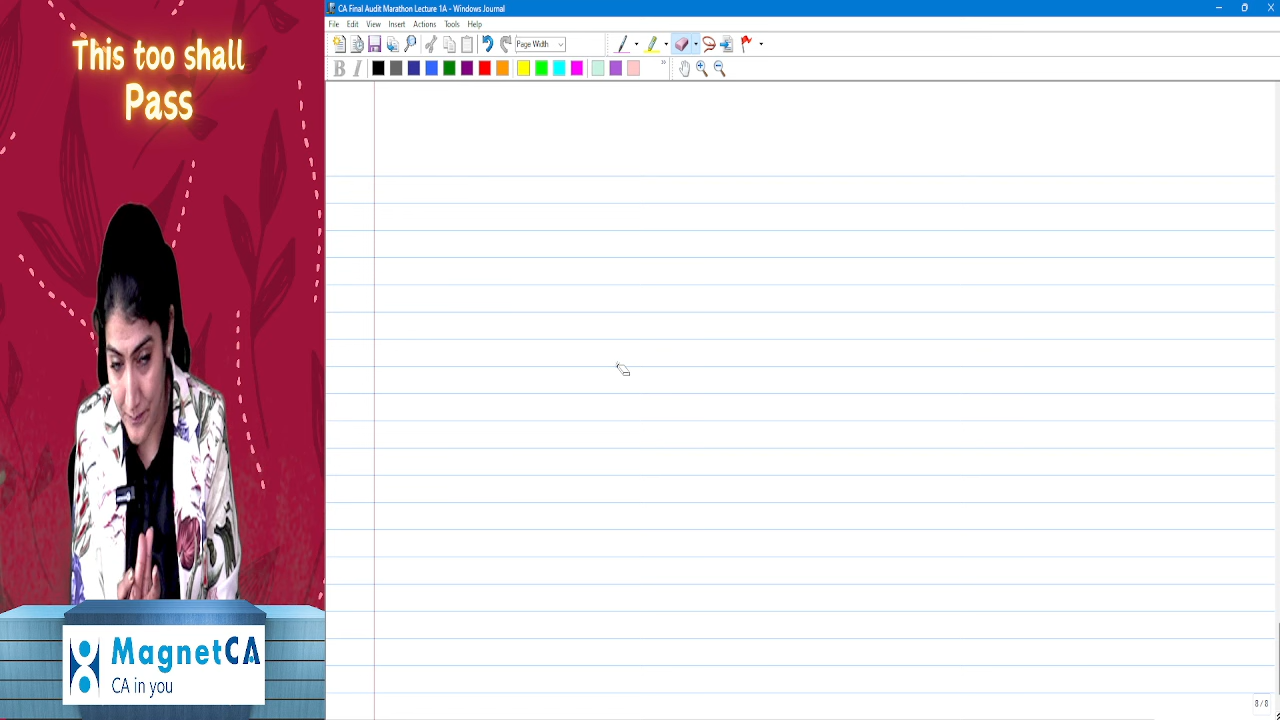 This too shall
Pass
MagnetCA
CA in you
CA Final Audit Marathon Lecture 1A - Windows Journal
File Edit View Insert Actions Tools Help
Page Width
B I
8 / 8